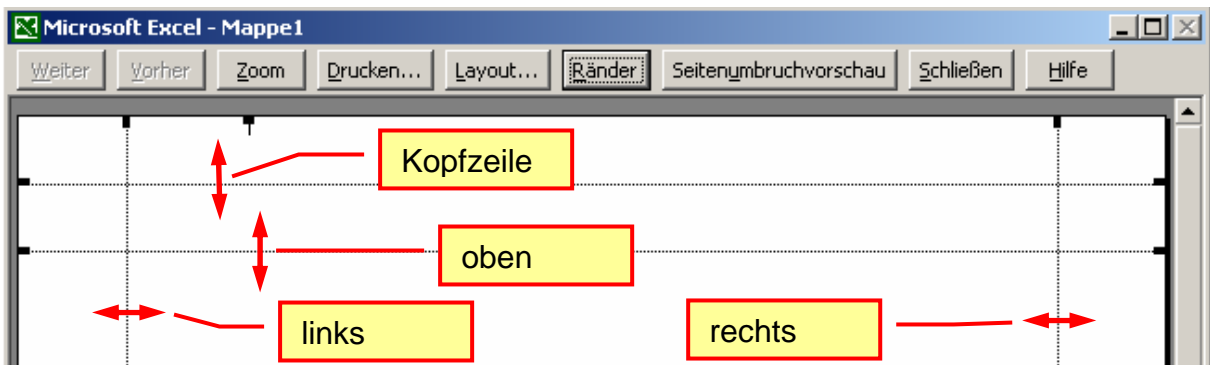 Microsoft Excel - Mappe1
Weiter Vorher Zoom Drucken... Layout... Ränder Seitenumbruchvorschau Schließen Hilfe
Kopfzeile
oben
links rechts